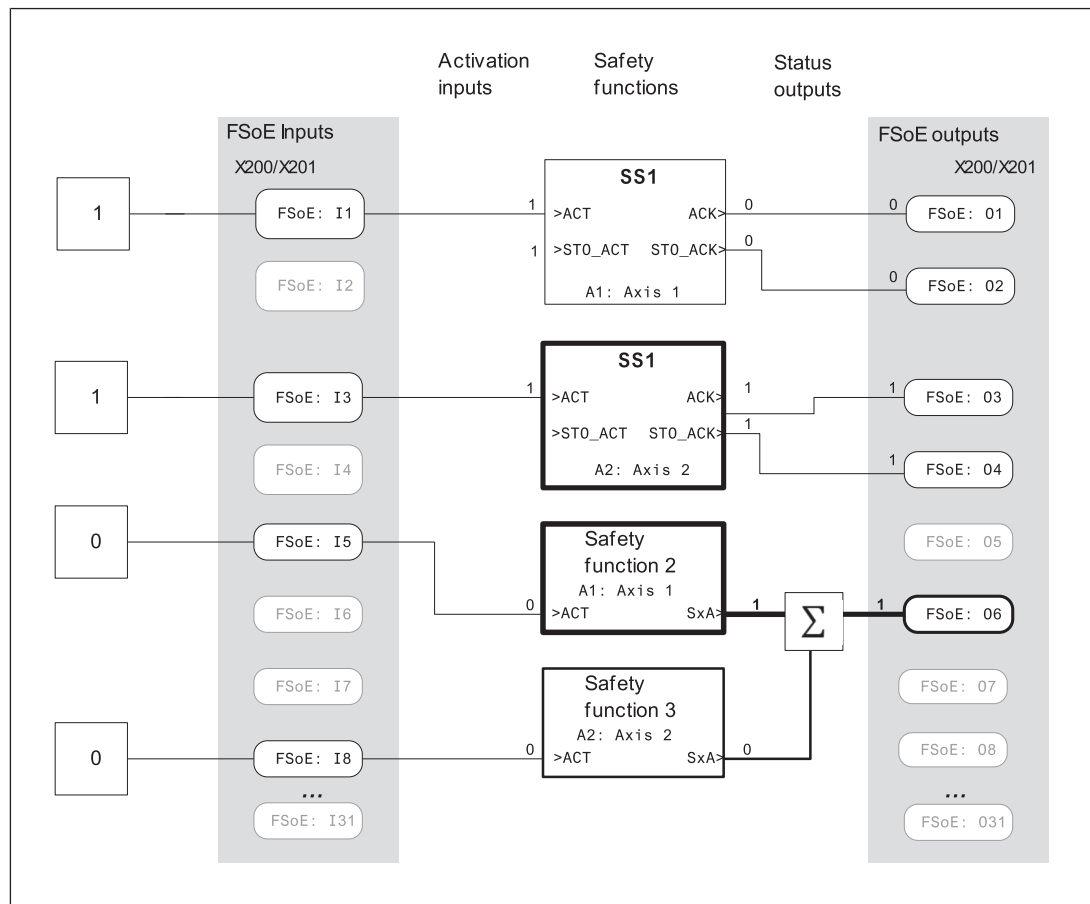 Activation inputs
Safety functions
Status outputs
FSoE Inputs
X200/X201
FSoE outputs
X200/X201
1
FSoE: I1
1
>ACT
1
>STO_ACT
SS1
ACK>
0
STO_ACK>
0
A1: Axis 1
0
FSoE: O1
0
FSoE: O2
FSoE: I2
1
FSoE: I3
1
>ACT
>STO_ACT
SS1
ACK>
1
STO_ACK>
1
A2: Axis 2
1
FSoE: O3
1
FSoE: O4
FSoE: I4
0
FSoE: I5
0
>ACT
Safety
function 2
A1: Axis 1
SxA>
1
Σ
1
FSoE: O5
FSoE: O6
FSoE: I6
FSoE: I7
0
FSoE: I8
0
>ACT
Safety
function 3
A2: Axis 2
SxA>
0
FSoE: O7
FSoE: O8
...
FSoE: I31
...
FSoE: O31